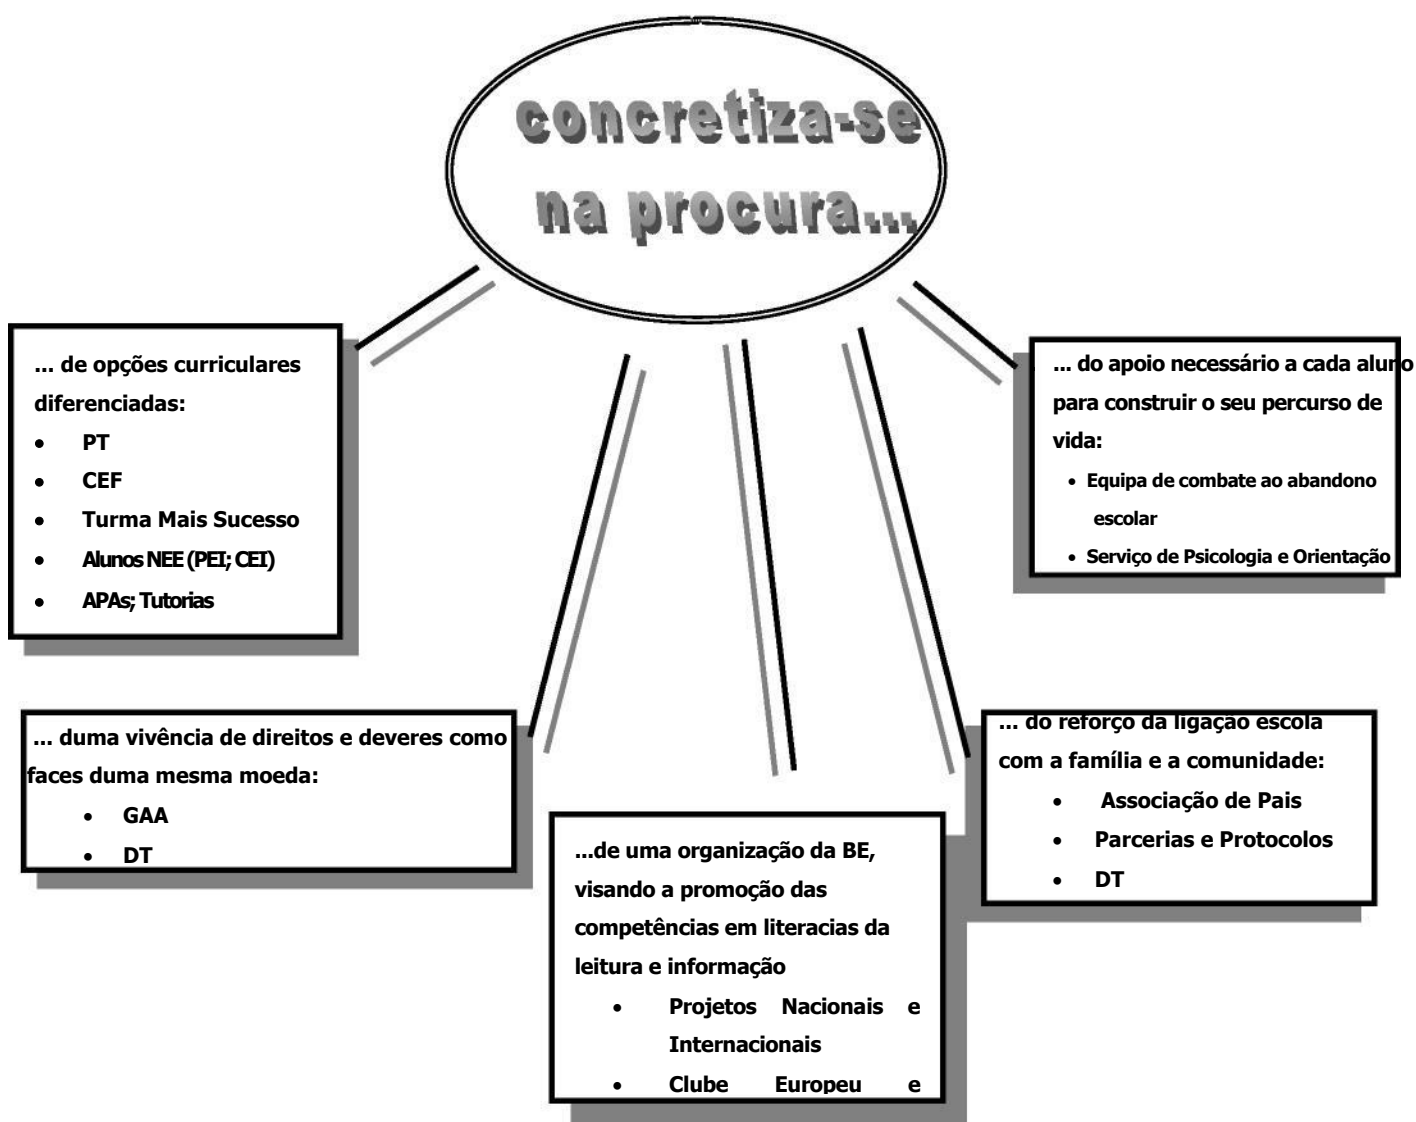 concretiza-se
na procura...
... de opções curriculares
diferenciadas:
• PT
• CEF
• Turma Mais Sucesso
• Alunos NEE (PEI; CEI)
• APAs; Tutorias
... do apoio necessário a cada aluno
para construir o seu percurso de
vida:
• Equipa de combate ao abandono
escolar
• Serviço de Psicologia e Orientação
... duma vivência de direitos e deveres como
faces duma mesma moeda:
• GAA
• DT
...de uma organização da BE,
visando a promoção das
competências em literacias da
leitura e informação
• Projetos Nacionais e
Internacionais
• Clube Europeu e
... do reforço da ligação escola
com a família e a comunidade:
• Associação de Pais
• Parcerias e Protocolos
• DT